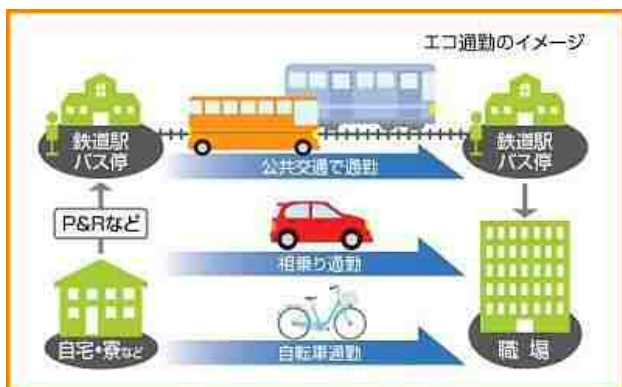 エコ通勤のイメージ
鉄道駅
バス停
公共交通で通勤
鉄道駅
バス停
P&Rなど
相乗り通勤
自宅・寮など
自転車通勤
職場